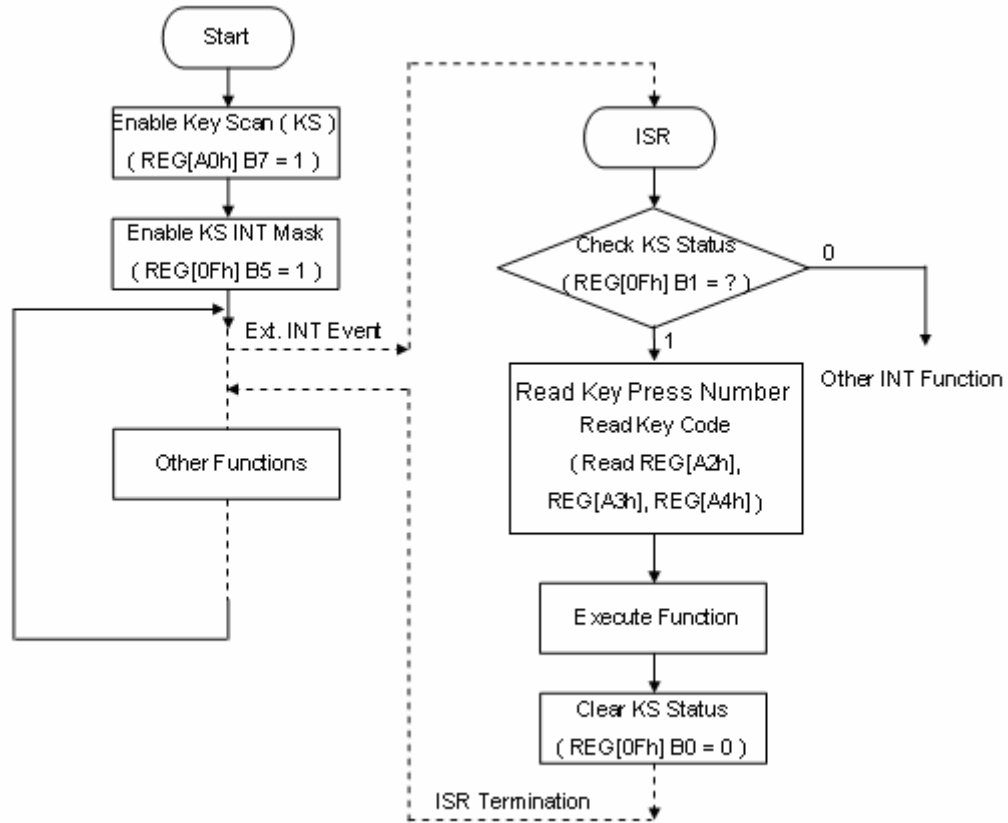 Start
Enable Key Scan ( KS )
( REG[A0h] B7 = 1 )
Enable KS INT Mask
( REG[0Fh] B5 = 1 )
Ext. INT Event
Other Functions
ISR
Check KS Status
( REG[0Fh] B1 = ? )
0
1
Other INT Function
Read Key Press Number
Read Key Code
( Read REG[A2h],
REG[A3h], REG[A4h] )
Execute Function
Clear KS Status
( REG[0Fh] B0 = 0 )
ISR Termination